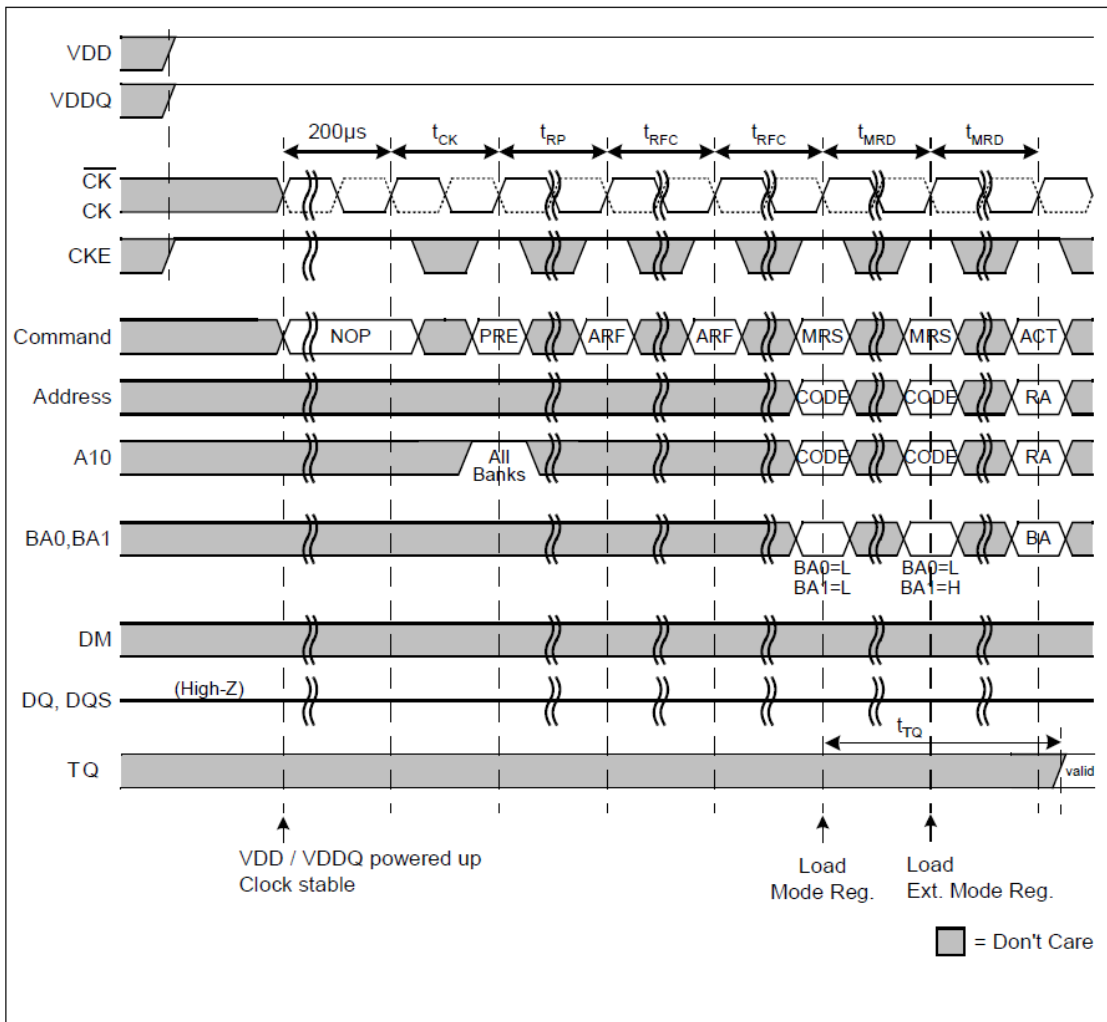 VDD
VDDQ
200µs tCK tRP tRFC tRFC tMRD tMRD
CK
CK
CKE
Command NOP PRE ARF ARF MRS MRS ACT
Address CODE CODE RA
A10 All Banks CODE CODE RA
BA0,BA1 BA
BA0=L BA0=L
BA1=L BA1=H
DM
DQ, DQS (High-Z)
tTQ
TQ valid
VDD / VDDQ powered up
Clock stable
Load
Mode Reg.
Load
Ext. Mode Reg.
= Don't Care